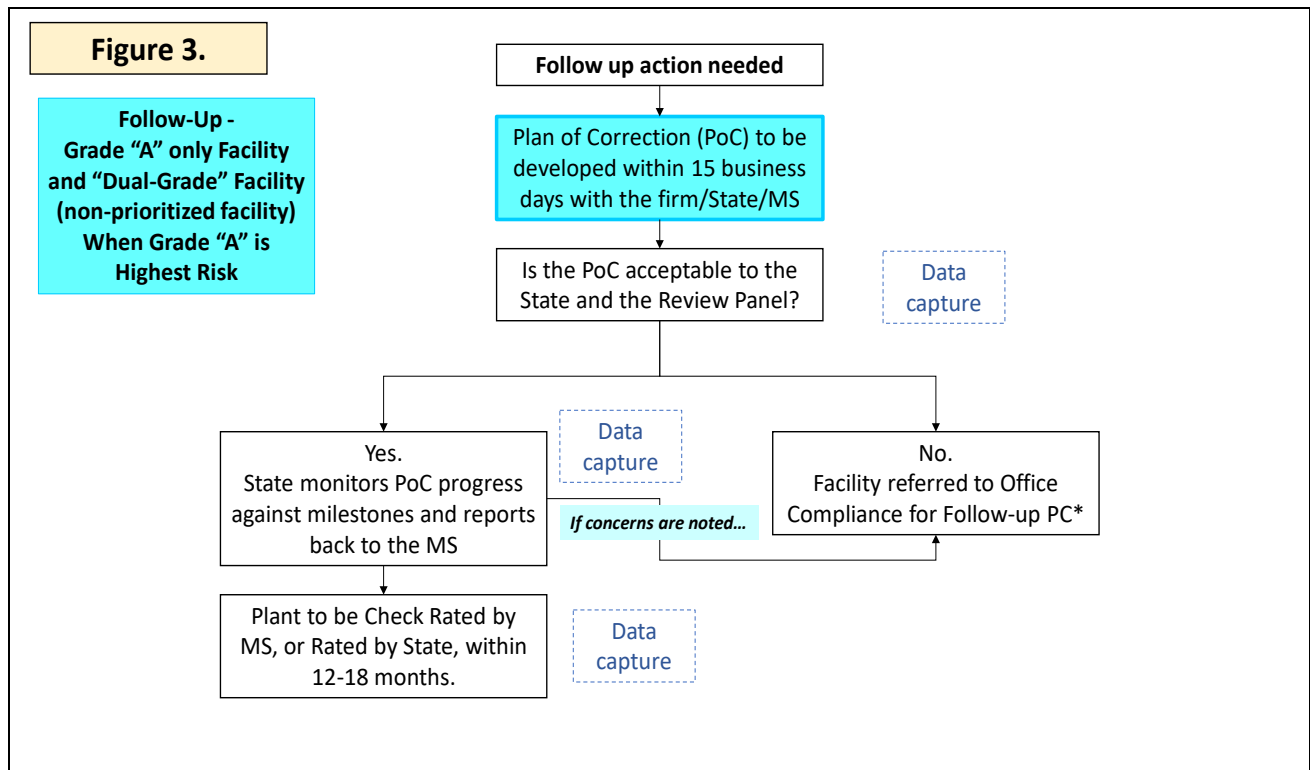 Figure 3.
Follow-Up -
Grade “A” only Facility
and “Dual-Grade” Facility
(non-prioritized facility)
When Grade “A” is
Highest Risk
Follow up action needed
Plan of Correction (PoC) to be
developed within 15 business
days with the firm/State/MS
Is the PoC acceptable to the
State and the Review Panel?
Data
capture
Yes.
State monitors PoC progress
against milestones and reports
back to the MS
Data
capture
If concerns are noted...
No.
Facility referred to Office
Compliance for Follow-up PC*
Plant to be Check Rated by
MS, or Rated by State, within
12-18 months.
Data
capture